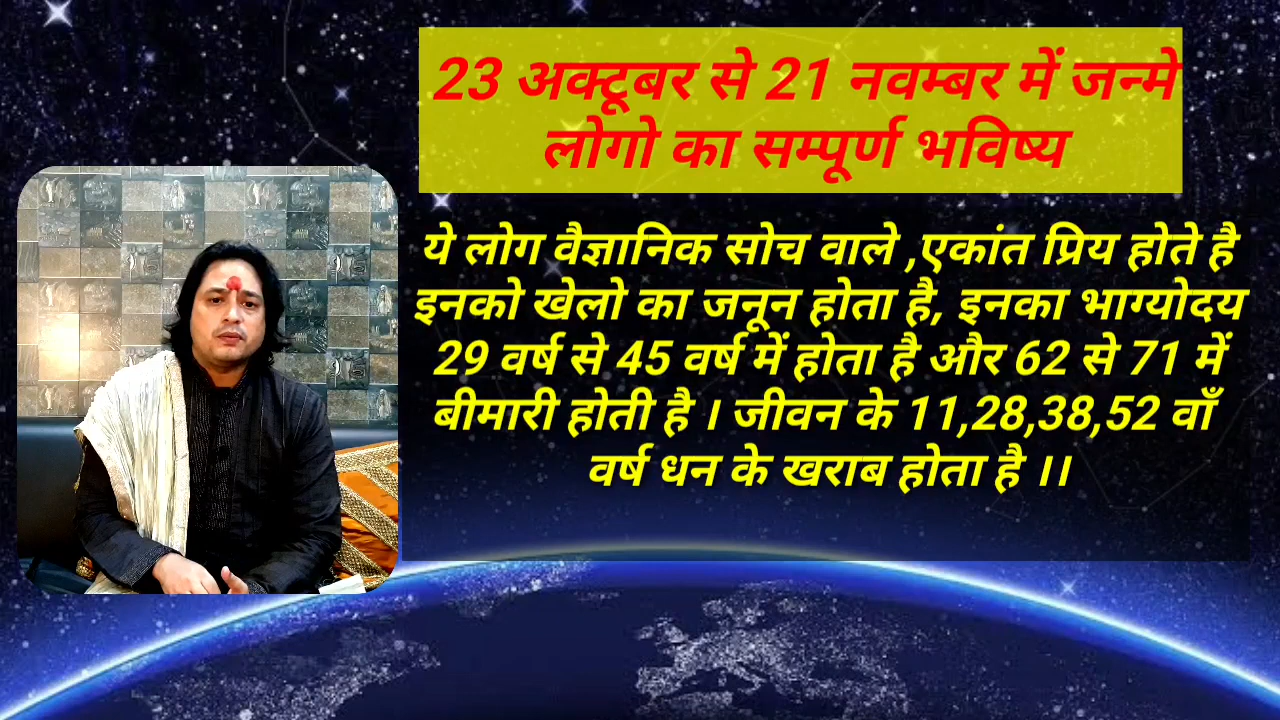 23 अक्टूबर से 21 नवम्बर में जन्मे
लोगो का सम्पूर्ण भविष्य
ये लोग वैज्ञानिक सोच वाले ,एकांत प्रिय होते है
इनको खेलो का जनून होता है, इनका भाग्योदय
29 वर्ष से 45 वर्ष में होता है और 62 से 71 में
बीमारी होती है । जीवन के 11,28,38,52 वाँ
वर्ष धन के खराब होता है ।।